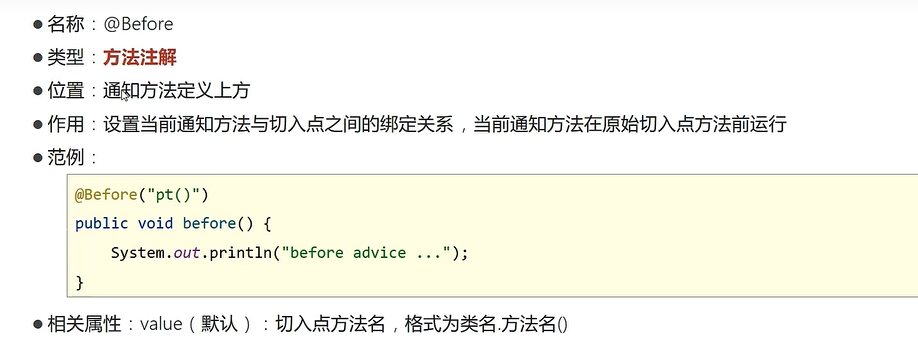 ● 名称：@Before
● 类型：方法注解
● 位置：通知方法定义上方
● 作用：设置当前通知方法与切入点之间的绑定关系，当前通知方法在原始切入点方法前运行
● 范例：
@Before("pt()")
public void before() {
    System.out.println("before advice ...");
}
● 相关属性：value（默认）：切入点方法名，格式为类名.方法名()